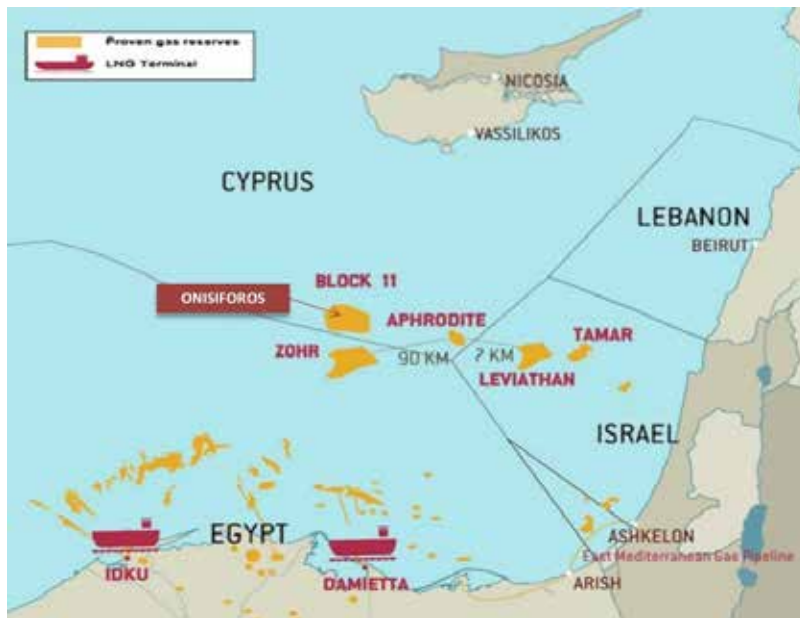 Proven gas reserves
LNG Terminal
NICOSIA
VASSILIKOS
CYPRUS
LEBANON
BEIRUT
BLOCK 11
ONISIFOROS
APHRODITE
TAMAR
ZOHR
90 KM
7 KM
LEVIATHAN
ISRAEL
EGYPT
ASHKELON
East Mediterranean Gas Pipeline
IDKU
DAMIETTA
ARISH